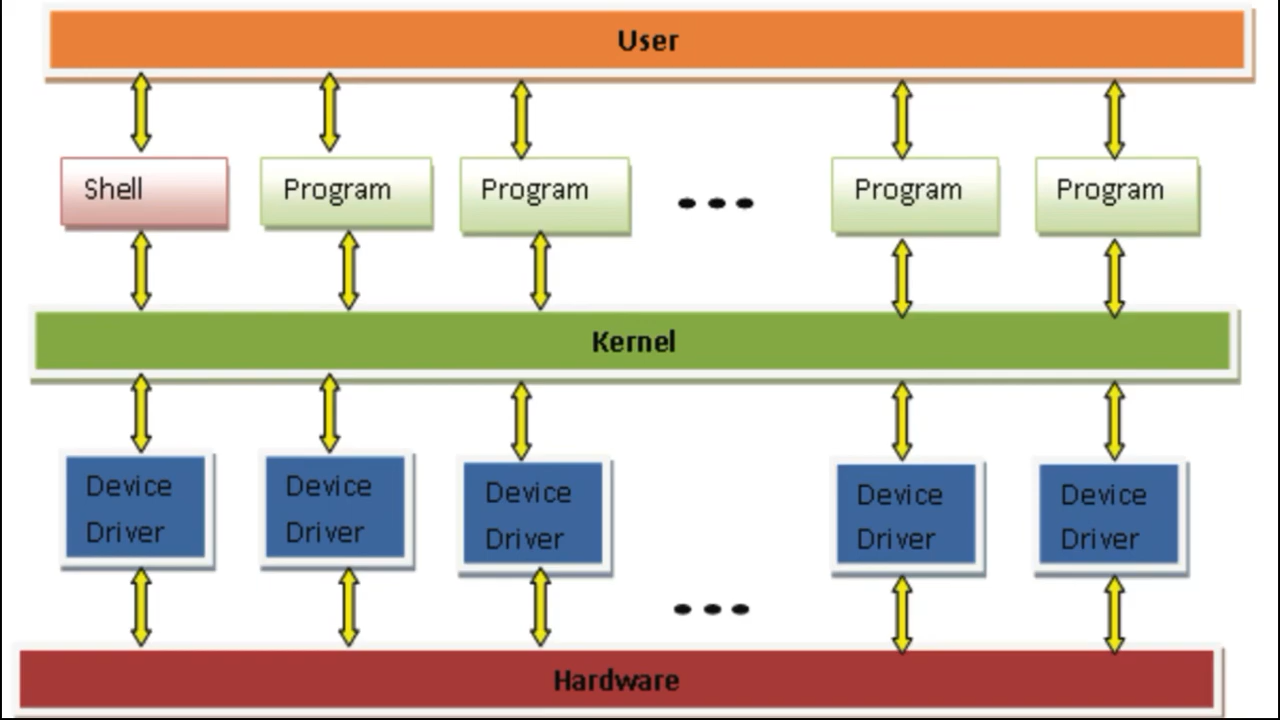 User
Shell
Program
Program
Program
Program
Kernel
Device
Driver
Device
Driver
Device
Driver
Device
Driver
Device
Driver
Hardware